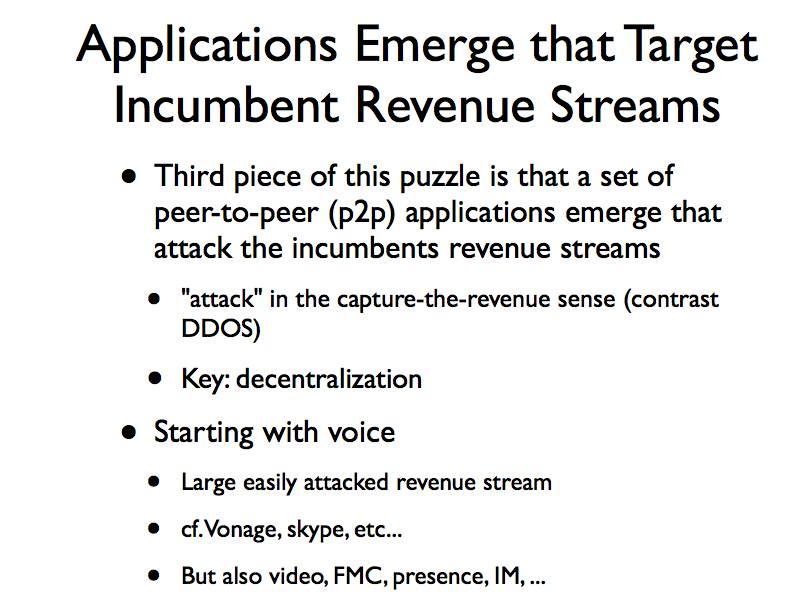 Applications Emerge that Target
Incumbent Revenue Streams
• Third piece of this puzzle is that a set of
peer-to-peer (p2p) applications emerge that
attack the incumbents revenue streams
• "attack" in the capture-the-revenue sense (contrast
DDOS)
• Key: decentralization
• Starting with voice
• Large easily attacked revenue stream
• cf. Vonage, skype, etc...
• But also video, FMC, presence, IM, ...